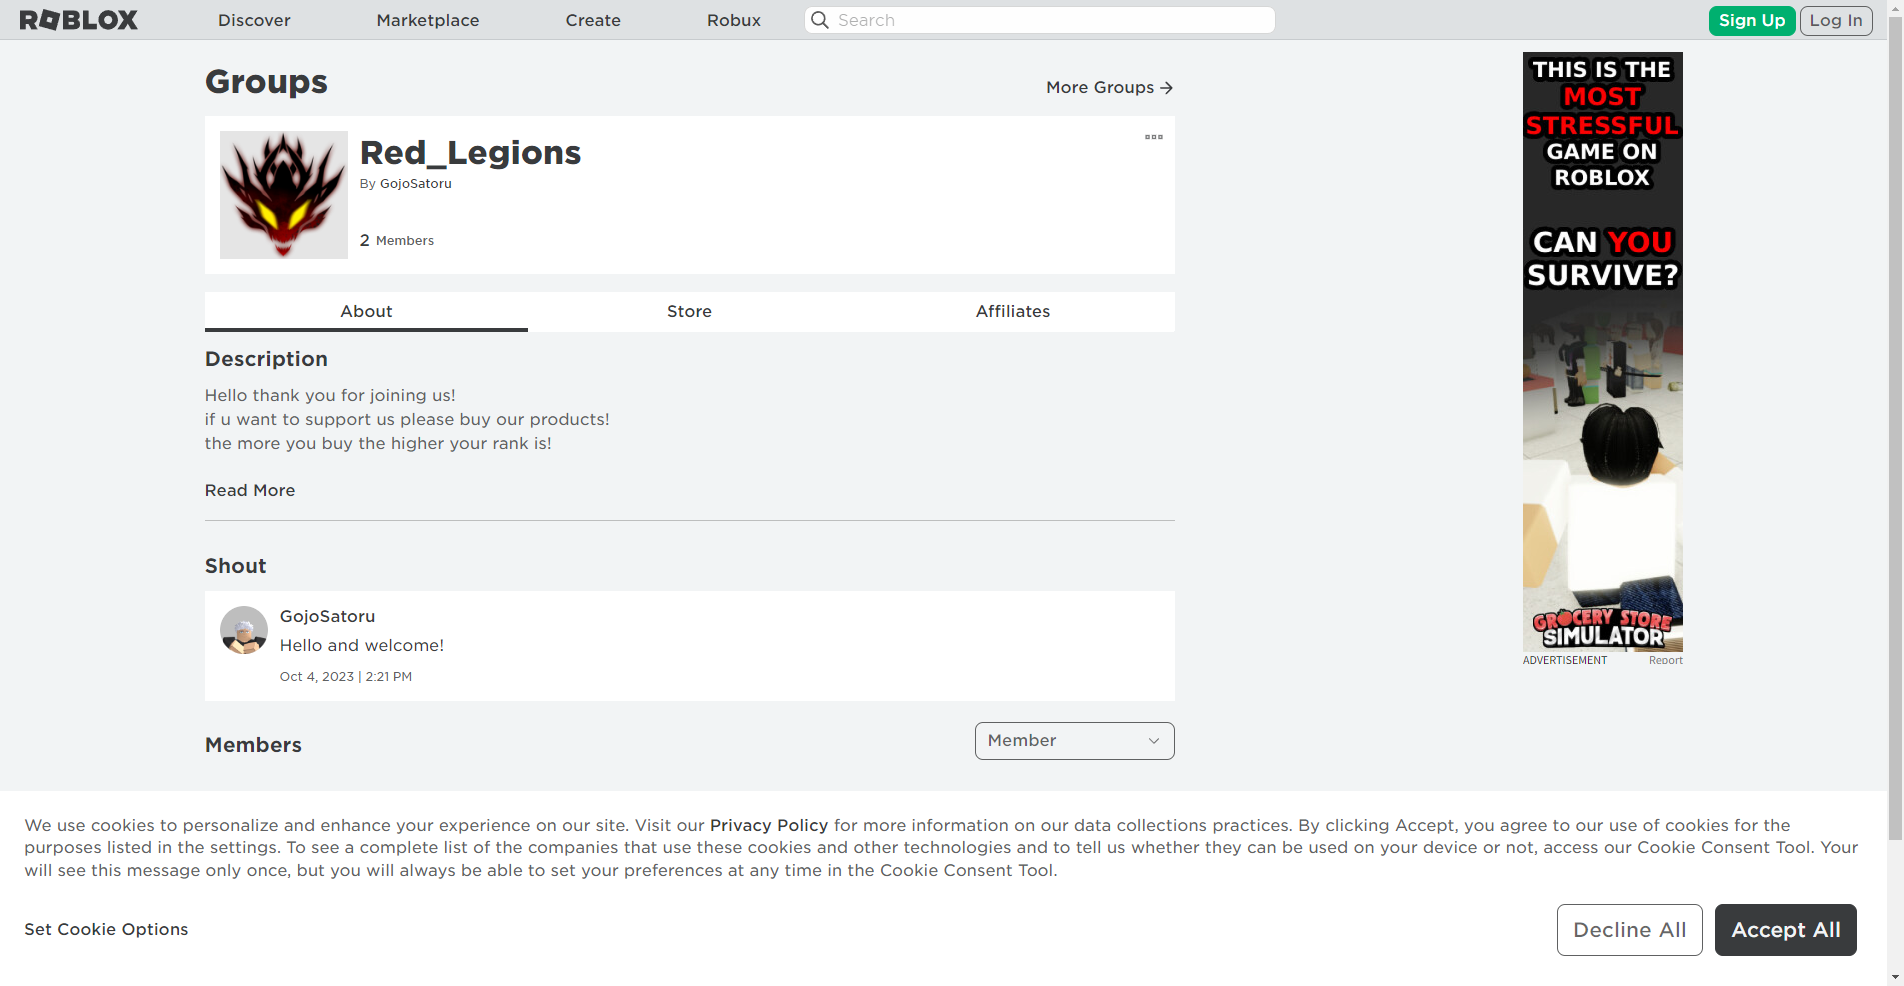 ROBLOX
Discover
Marketplace
Create
Robux
Search
Sign Up
Log In
Groups
More Groups
Red_Legions
By GojoSatoru
2 Members
About
Store
Affiliates
Description
Hello thank you for joining us!
if u want to support us please buy our products!
the more you buy the higher your rank is!
Read More
Shout
GojoSatoru
Hello and welcome!
Oct 4, 2023 | 2:21 PM
Members
Member
THIS IS THE
MOST
STRESSFUL
GAME ON
ROBLOX
CAN YOU
SURVIVE?
GROCERY STORE
SIMULATOR
ADVERTISEMENT
Report
We use cookies to personalize and enhance your experience on our site. Visit our Privacy Policy for more information on our data collections practices. By clicking Accept, you agree to our use of cookies for the
purposes listed in the settings. To see a complete list of the companies that use these cookies and other technologies and to tell us whether they can be used on your device or not, access our Cookie Consent Tool. Your
will see this message only once, but you will always be able to set your preferences at any time in the Cookie Consent Tool.
Set Cookie Options
Decline All
Accept All